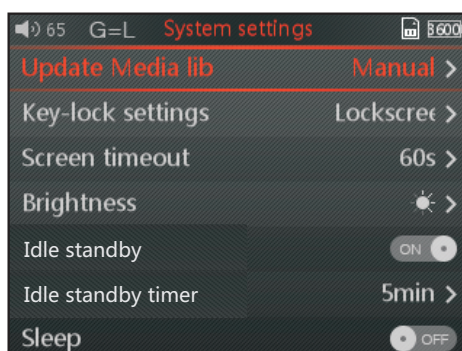 65 G=L System settings 3600
Update Media lib Manual >
Key-lock settings Lockscree >
Screen timeout 60s >
Brightness >
Idle standby ON
Idle standby timer 5min >
Sleep OFF